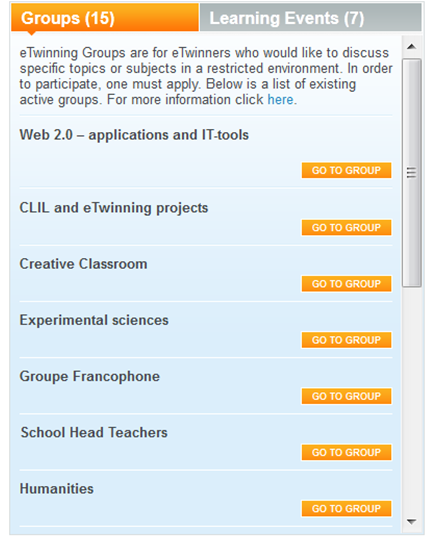 Groups (15) Learning Events (7)
eTwinning Groups are for eTwinners who would like to discuss
specific topics or subjects in a restricted environment. In order
to participate, one must apply. Below is a list of existing
active groups. For more information click here.
Web 2.0 – applications and IT-tools
GO TO GROUP
CLIL and eTwinning projects
GO TO GROUP
Creative Classroom
GO TO GROUP
Experimental sciences
GO TO GROUP
Groupe Francophone
GO TO GROUP
School Head Teachers
GO TO GROUP
Humanities
GO TO GROUP